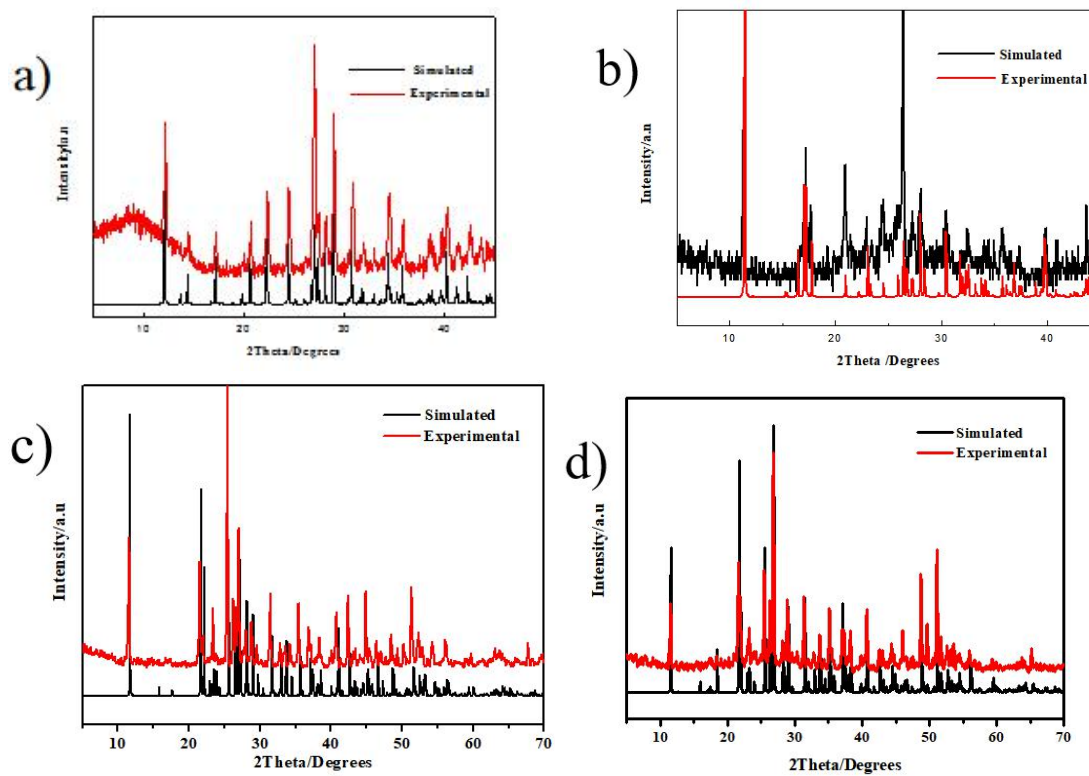 a)
Simulated
Experimental
Intensity/a.n
10
20
30
40
2Theta/Degrees
b)
Simulated
Experimental
Intensity/a.n
10
20
30
40
2Theta /Degrees
c)
Simulated
Experimental
Intensity/a.u
10
20
30
40
50
60
70
2Theta/Degrees
d)
Simulated
Experimental
Intensity/a.u
10
20
30
40
50
60
70
2Theta/Degrees